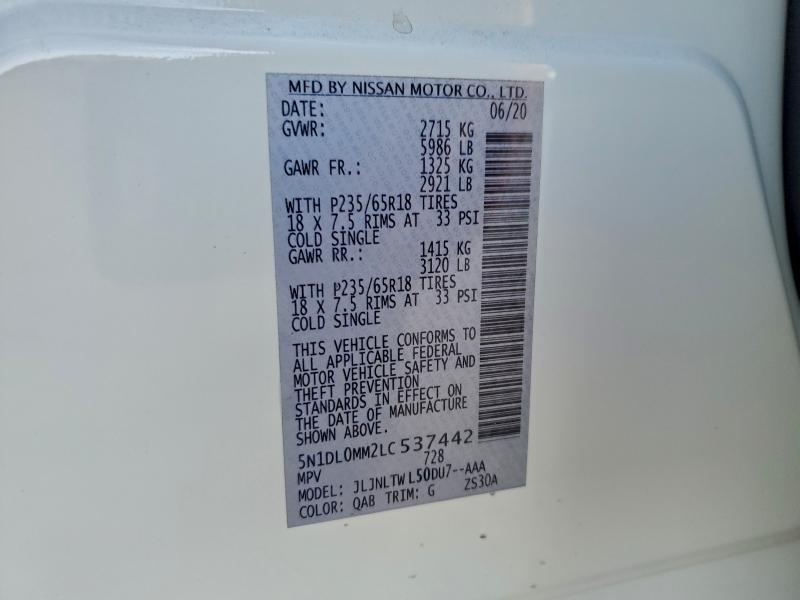 MFD BY NISSAN MOTOR CO., LTD.
DATE: 06/20
GVWR: 2715 KG
5986 LB
GAWR FR.: 1325 KG
2921 LB
WITH P235/65R18 TIRES
18 X 7.5 RIMS AT 33 PSI
COLD SINGLE
GAWR RR.: 1415 KG
3120 LB
WITH P235/65R18 TIRES
18 X 7.5 RIMS AT 33 PSI
COLD SINGLE
THIS VEHICLE CONFORMS TO
ALL APPLICABLE FEDERAL
MOTOR VEHICLE SAFETY AND
THEFT PREVENTION
STANDARDS IN EFFECT ON
THE DATE OF MANUFACTURE
SHOWN ABOVE.
5N1DL0MM2LC537442
MPV 728
MODEL: JLJNLTWL50DU7--AAA
COLOR: QAB TRIM: G ZS30A